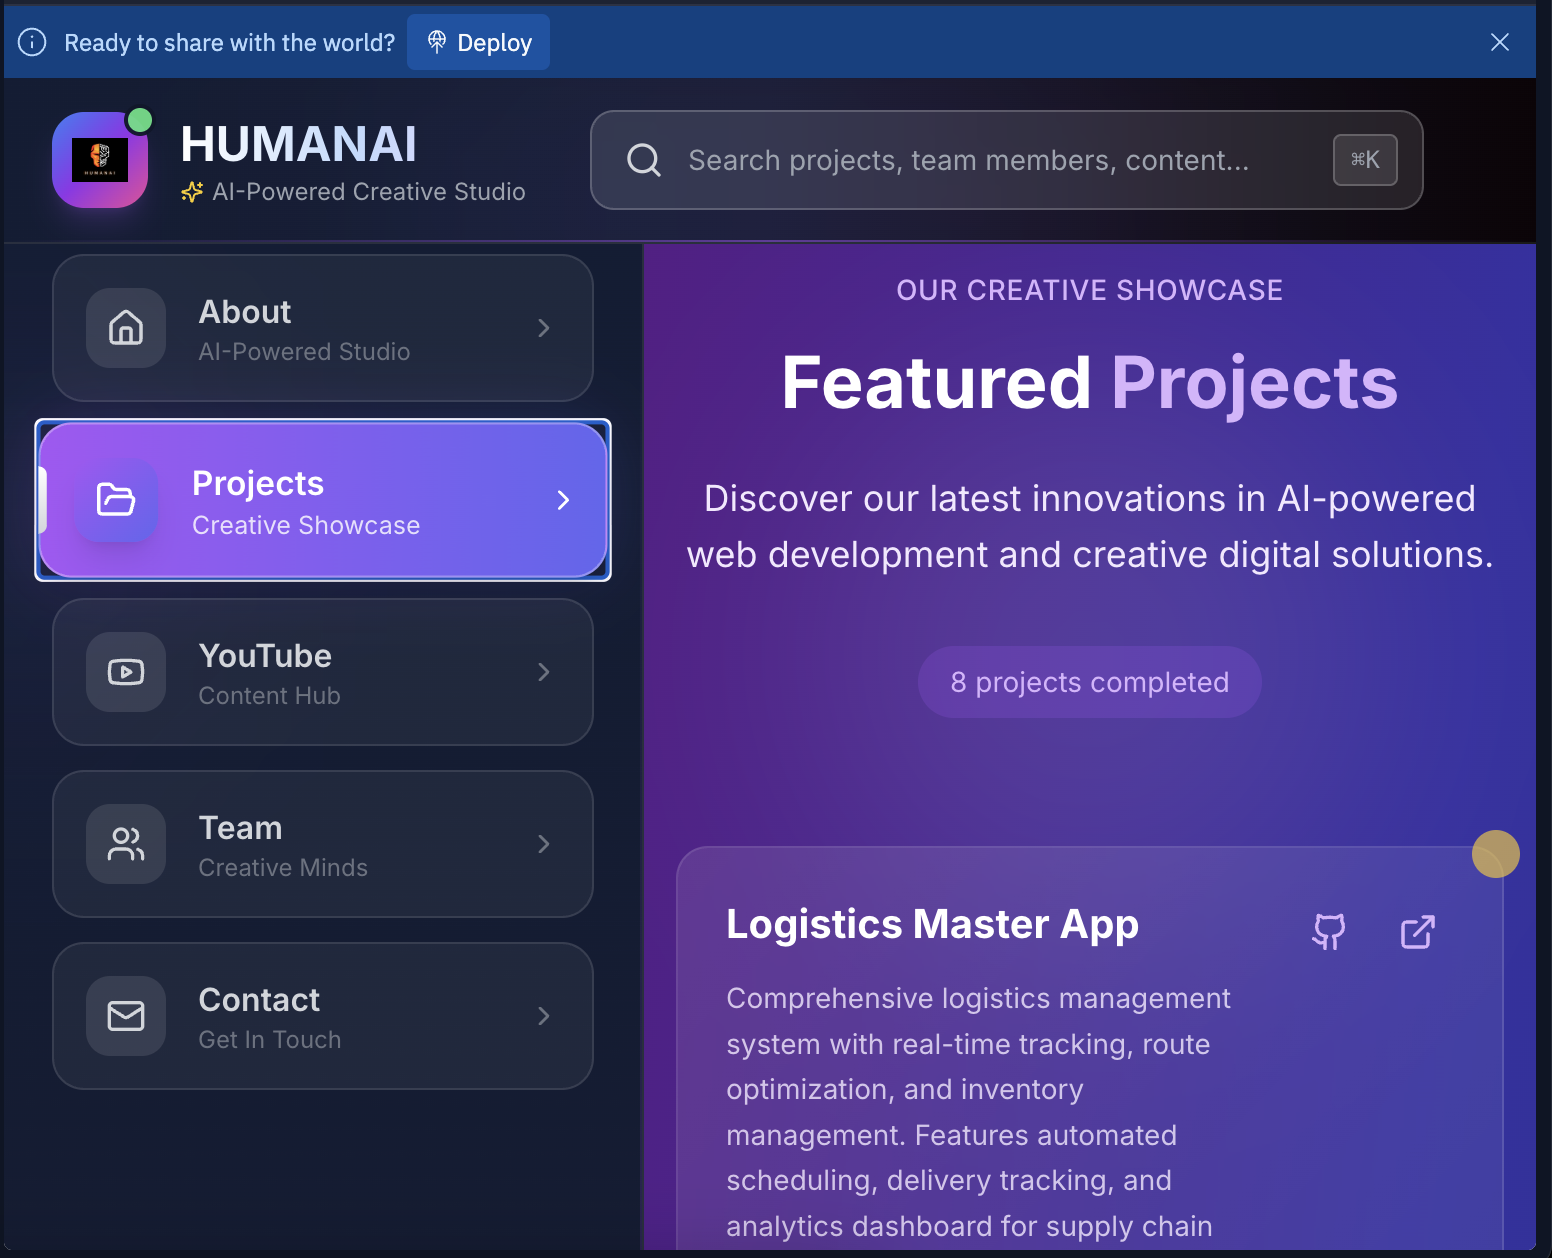 Ready to share with the world?
Deploy
HUMANAI
HUMANAI
AI-Powered Creative Studio
Search projects, team members, content...
⌘K
About
AI-Powered Studio
Projects
Creative Showcase
YouTube
Content Hub
Team
Creative Minds
Contact
Get In Touch
OUR CREATIVE SHOWCASE
Featured Projects
Discover our latest innovations in AI-powered
web development and creative digital solutions.
8 projects completed
Logistics Master App
Comprehensive logistics management
system with real-time tracking, route
optimization, and inventory
management. Features automated
scheduling, delivery tracking, and
analytics dashboard for supply chain